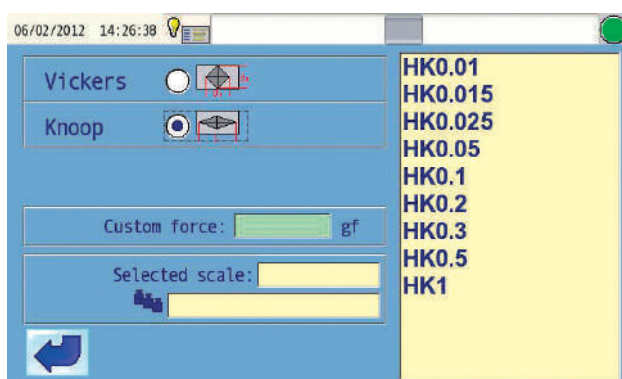 06/02/2012 14:26:38
Vickers
Knoop
Custom force: gf
Selected scale:
HK0.01
HK0.015
HK0.025
HK0.05
HK0.1
HK0.2
HK0.3
HK0.5
HK1